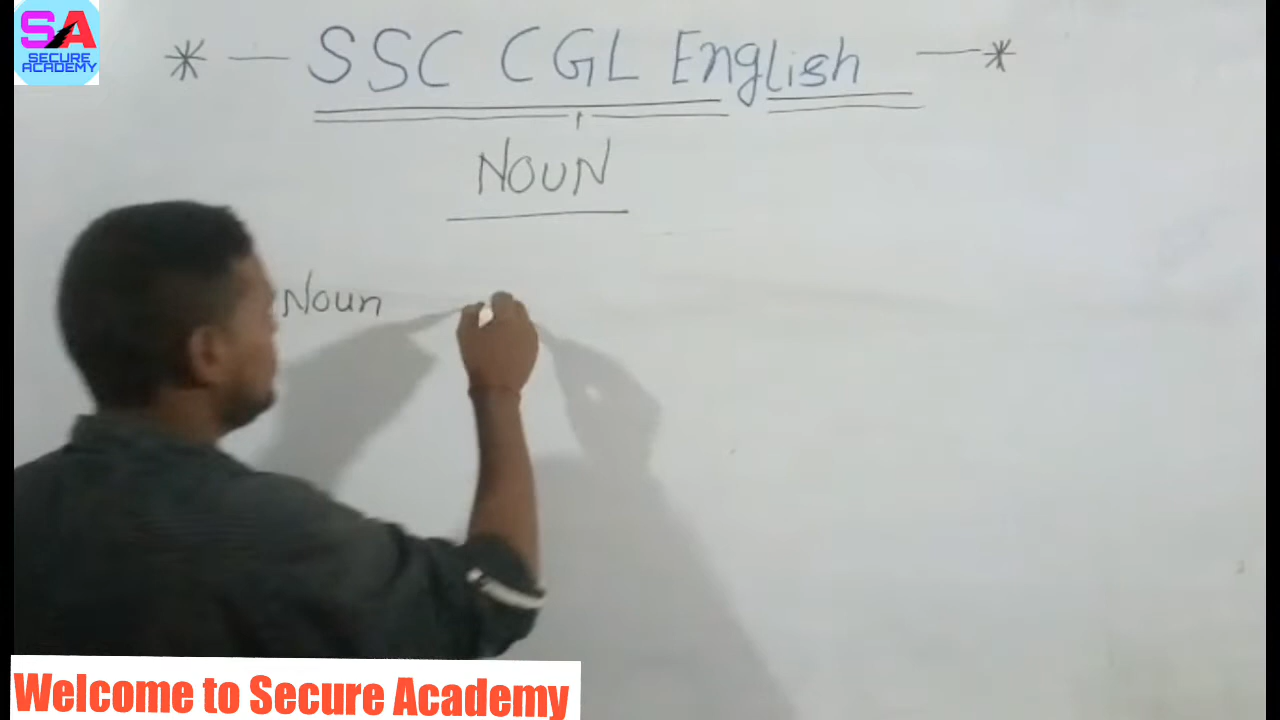 SA
SECURE
ACADEMY
* — SSC CGL English — *
NOUN
Noun
Welcome to Secure Academy